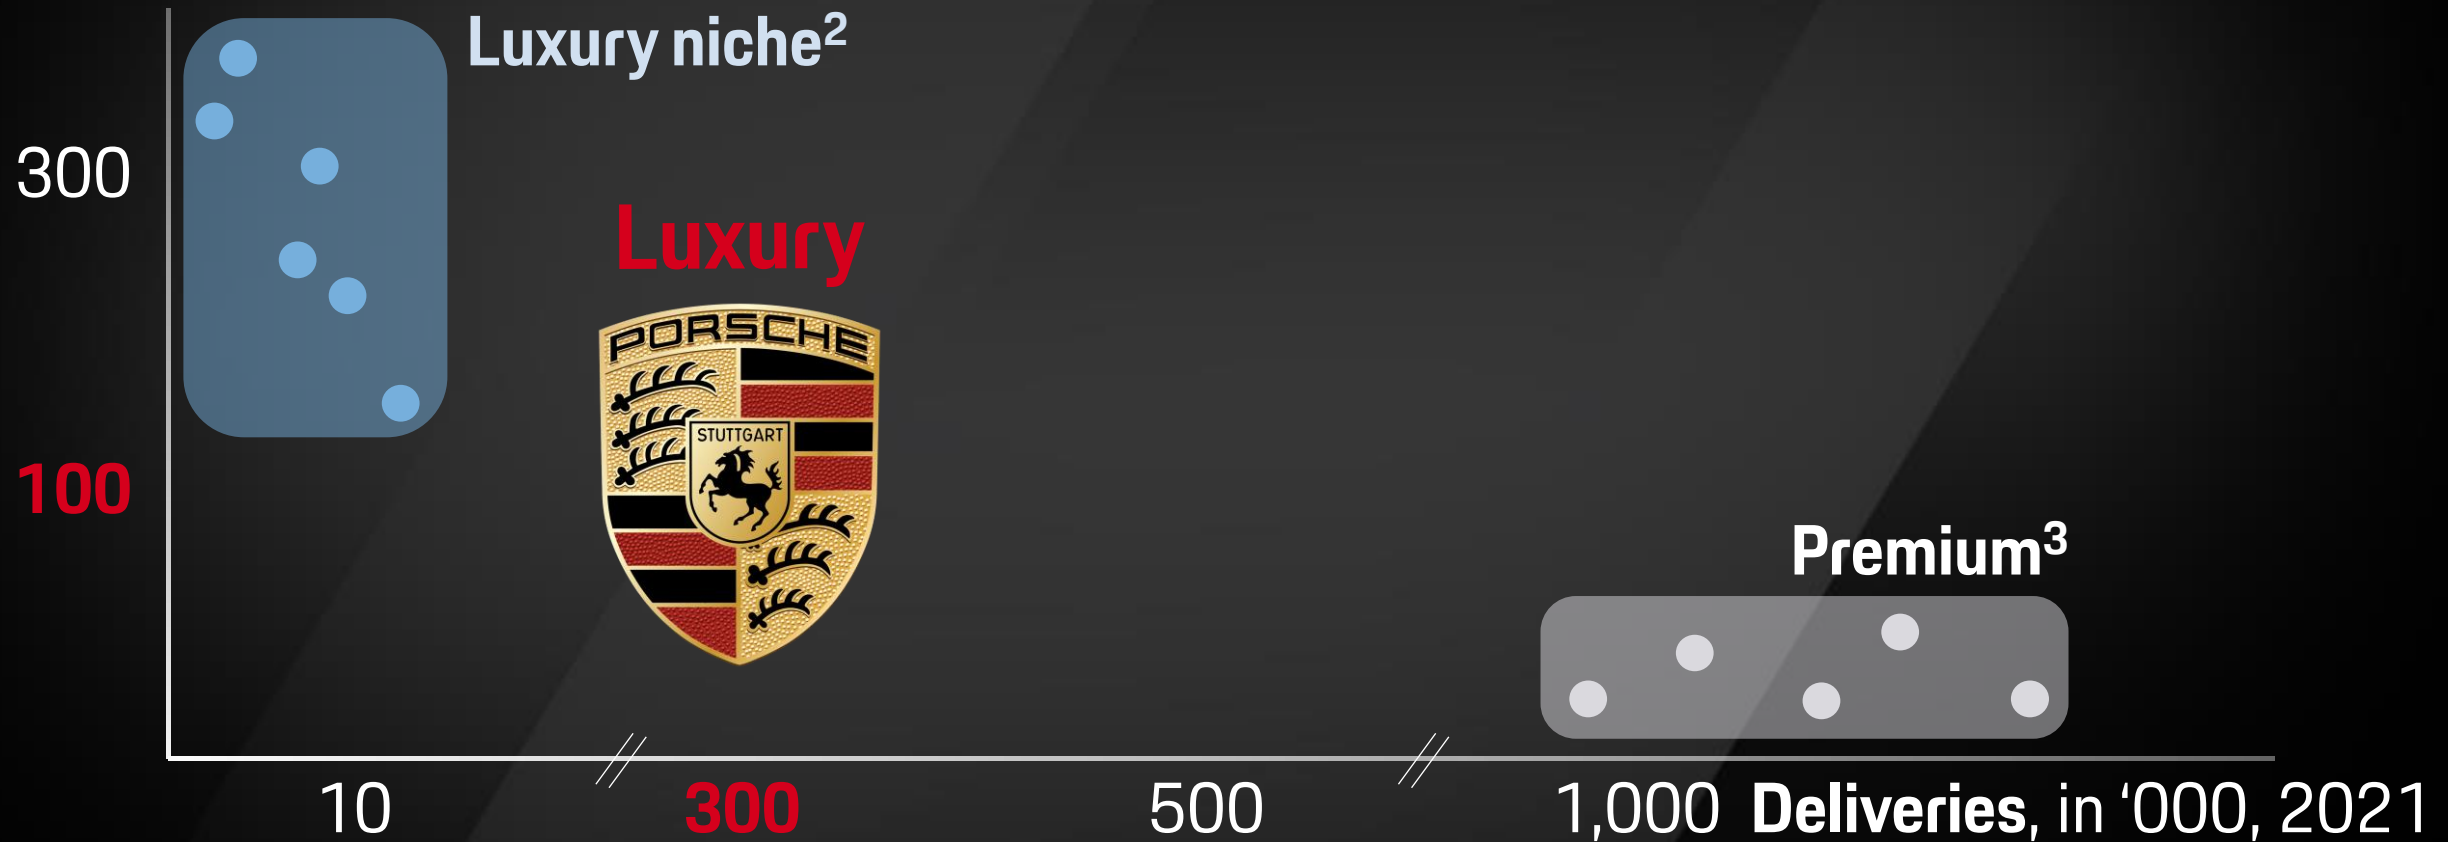 Luxury niche²
300
Luxury
PORSCHE
STUTTGART
100
Premium³
10
300
500
1,000 Deliveries, in ‘000, 2021